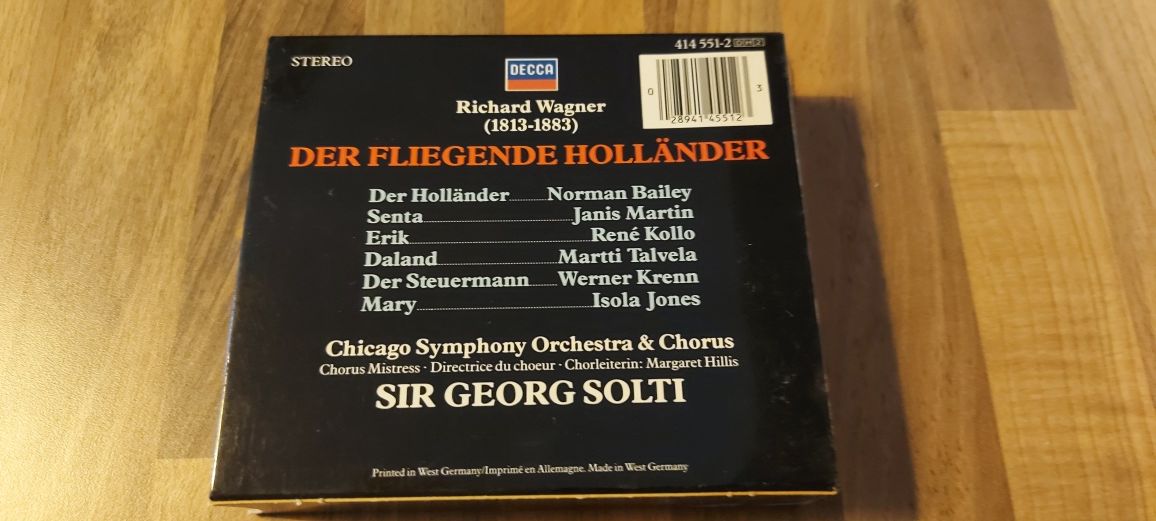 STEREO
DECCA
414 551-2 DH2
0 28941 45512 3
Richard Wagner
(1813-1883)
DER FLIEGENDE HOLLÄNDER
Der Holländer........Norman Bailey
Senta........Janis Martin
Erik........René Kollo
Daland........Martti Talvela
Der Steuermann........Werner Krenn
Mary........Isola Jones
Chicago Symphony Orchestra & Chorus
Chorus Mistress · Directrice du choeur · Chorleiterin: Margaret Hillis
SIR GEORG SOLTI
Printed in West Germany/Imprimé en Allemagne. Made in West Germany